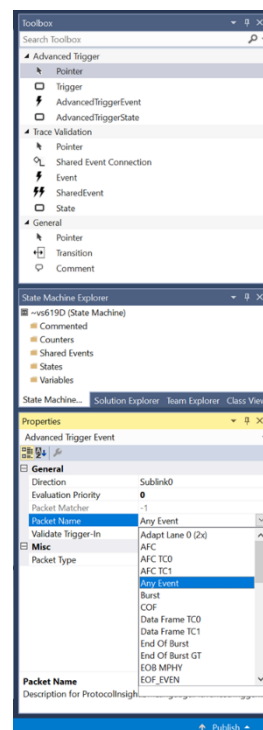 Toolbox
Search Toolbox
Advanced Trigger
Pointer
Trigger
AdvancedTriggerEvent
AdvancedTriggerState
Trace Validation
Pointer
Shared Event Connection
Event
SharedEvent
State
General
Pointer
Transition
Comment
State Machine Explorer
~vs619D (State Machine)
Commented
Counters
Shared Events
States
Variables
State Machine... Solution Explorer Team Explorer Class View
Properties
Advanced Trigger Event
General
Direction Sublink0
Evaluation Priority 0
Packet Matcher -1
Packet Name Any Event
Validate Trigger-In Adapt Lane 0 (2x)
Misc AFC
Packet Type AFC TC0
AFC TC1
Any Event
Burst
COF
Data Frame TC0
Data Frame TC1
End Of Burst
End Of Burst GT
EOB MPHY
Packet Name EOF_EVEN
Description for ProtocolInsight
Publish